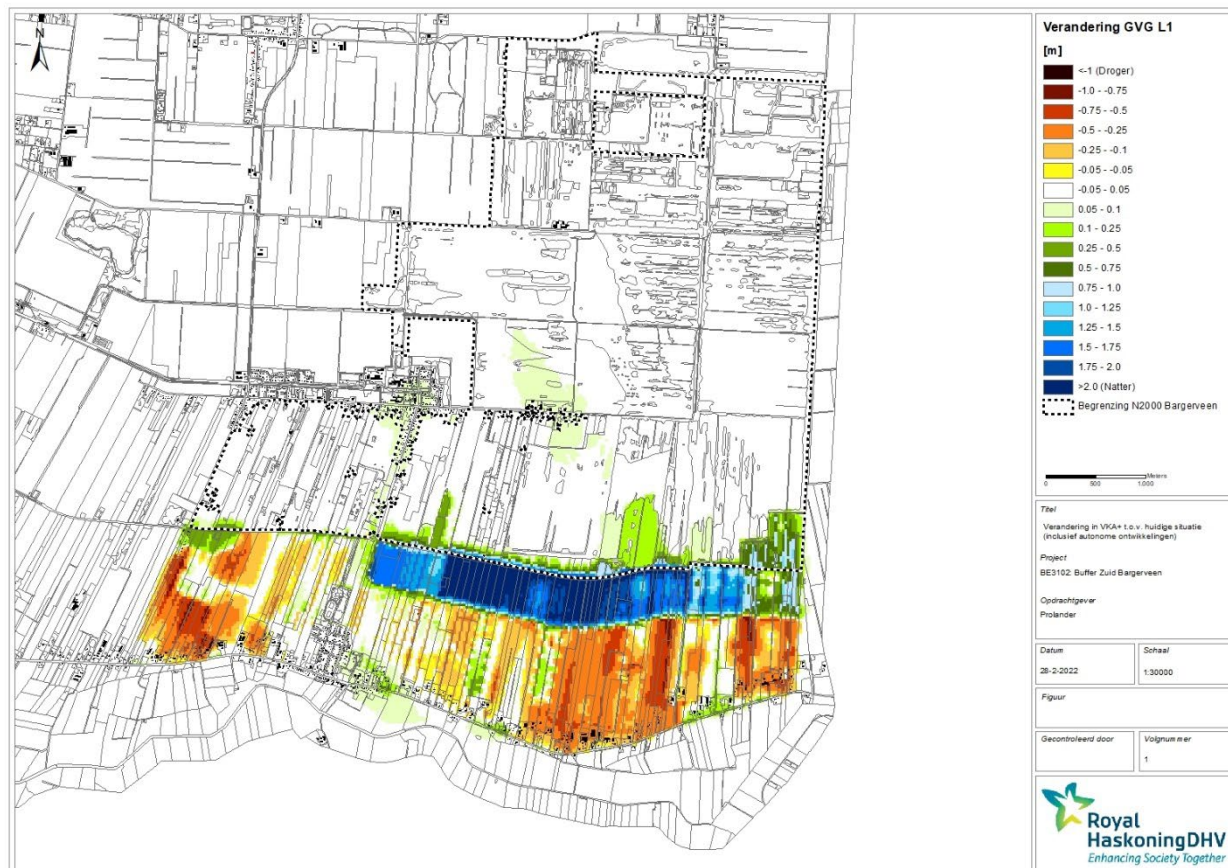 N
Verandering GVG L1
[m]
<-1 (Droger)
-1.0 - -0.75
-0.75 - -0.5
-0.5 - -0.25
-0.25 - -0.1
-0.05 - -0.05
-0.05 - 0.05
0.05 - 0.1
0.1 - 0.25
0.25 - 0.5
0.5 - 0.75
0.75 - 1.0
1.0 - 1.25
1.25 - 1.5
1.5 - 1.75
1.75 - 2.0
>2.0 (Natter)
Begrenzing N2000 Bargerveen
Meters
0 500 1.000
Titel
Verandering in VKA+ t.o.v. huidige situatie
(inclusief autonome ontwikkelingen)
Project
BE3102: Buffer Zuid Bargerveen
Opdrachtgever
Prolander
Datum
28-2-2022
Schaal
1:30000
Figuur
Gecontroleerd door
Volgnummer
1
Royal
HaskoningDHV
Enhancing Society Together